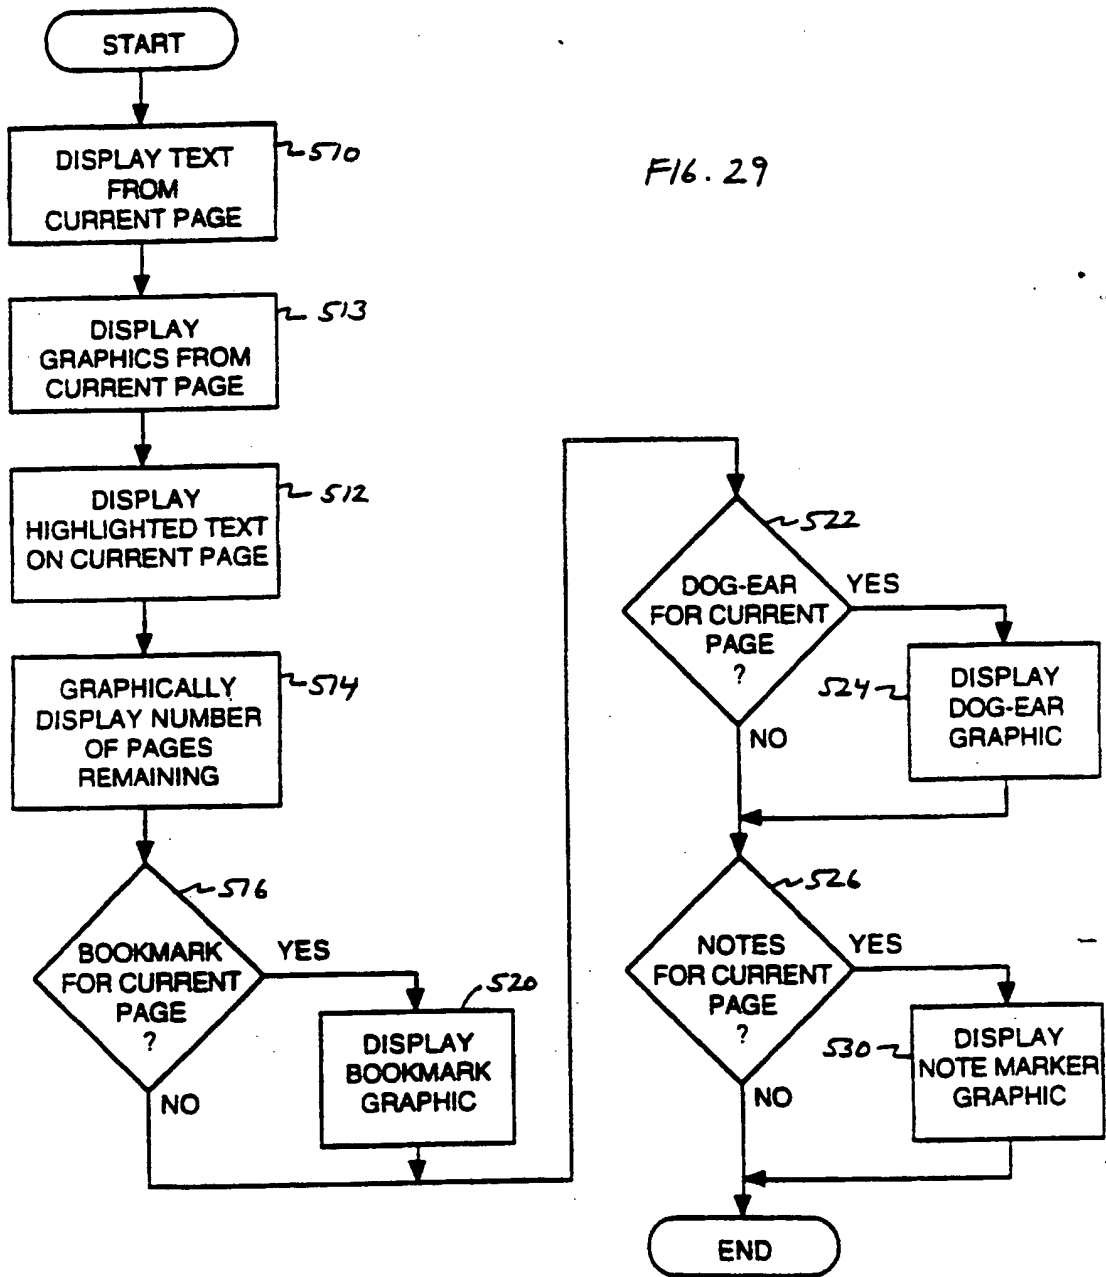 START
DISPLAY TEXT
FROM
CURRENT PAGE
510
FIG. 29
DISPLAY
GRAPHICS FROM
CURRENT PAGE
513
DISPLAY
HIGHLIGHTED TEXT
ON CURRENT PAGE
512
GRAPHICALLY
DISPLAY NUMBER
OF PAGES
REMAINING
514
BOOKMARK
FOR CURRENT
PAGE
?
516
YES
NO
520
DISPLAY
BOOKMARK
GRAPHIC
522
DOG-EAR
FOR CURRENT
PAGE
?
YES
NO
524
DISPLAY
DOG-EAR
GRAPHIC
526
NOTES
FOR CURRENT
PAGE
?
YES
NO
530
DISPLAY
NOTE MARKER
GRAPHIC
END